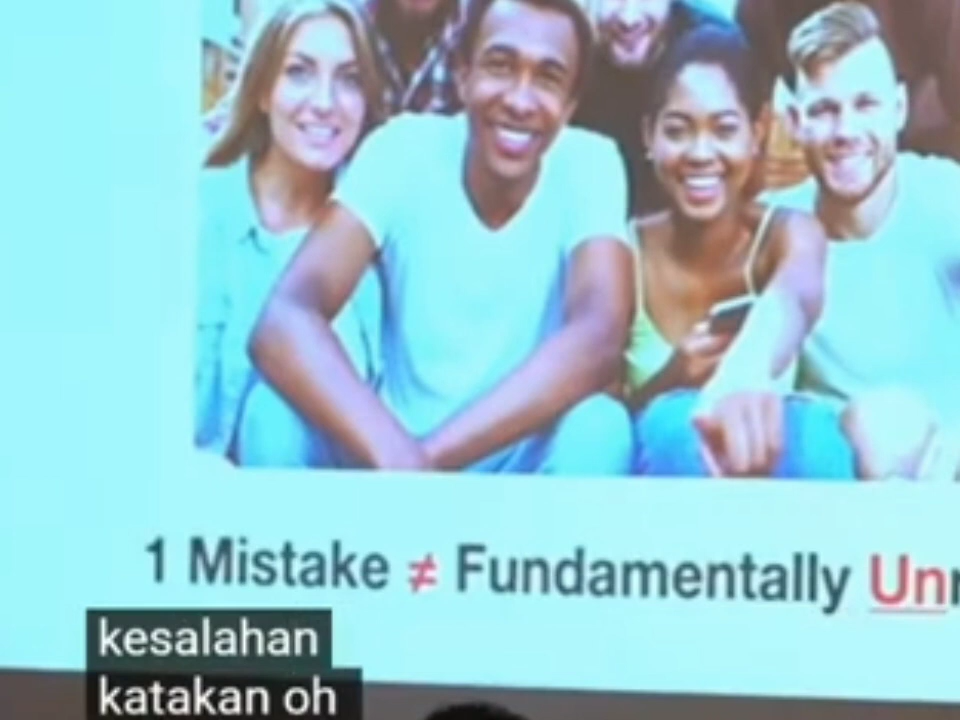 1 Mistake ≠ Fundamentally
kesalahan
katakan oh